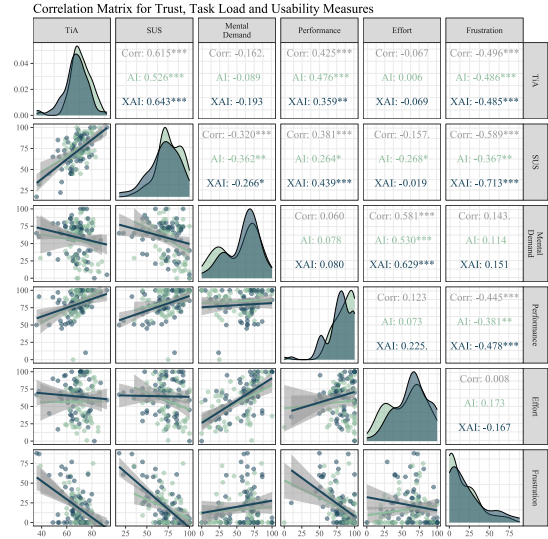 Correlation Matrix for Trust, Task Load and Usability Measures
TiA SUS Mental Demand Performance Effort Frustration
0.04
0.02
0.00
Corr: 0.615*** Corr: -0.162. Corr: 0.425*** Corr: -0.067 Corr: -0.496***
AI: 0.526*** AI: -0.089 AI: 0.476*** AI: 0.006 AI: -0.486***
XAI: 0.643*** XAI: -0.193 XAI: 0.359** XAI: -0.069 XAI: -0.485***
TiA
100
75
50
25
Corr: -0.320*** Corr: 0.381*** Corr: -0.157. Corr: -0.589***
AI: -0.362** AI: 0.264* AI: -0.268* AI: -0.367**
XAI: -0.266* XAI: 0.439*** XAI: -0.019 XAI: -0.713***
SUS
100
75
50
25
0
Corr: 0.060 Corr: 0.581*** Corr: 0.143.
AI: 0.078 AI: 0.530*** AI: 0.114
XAI: 0.080 XAI: 0.629*** XAI: 0.151
Mental
Demand
100
75
50
25
0
Corr: 0.123 Corr: -0.445***
AI: 0.073 AI: -0.381**
XAI: 0.225. XAI: -0.478***
Performance
100
75
50
25
0
Corr: 0.008
AI: 0.173
XAI: -0.167
Effort
75
50
25
0
Frustration
40 60 80 25 50 75 100 0 25 50 75 100 0 25 50 75 100 0 25 50 75 100 0 25 50 75